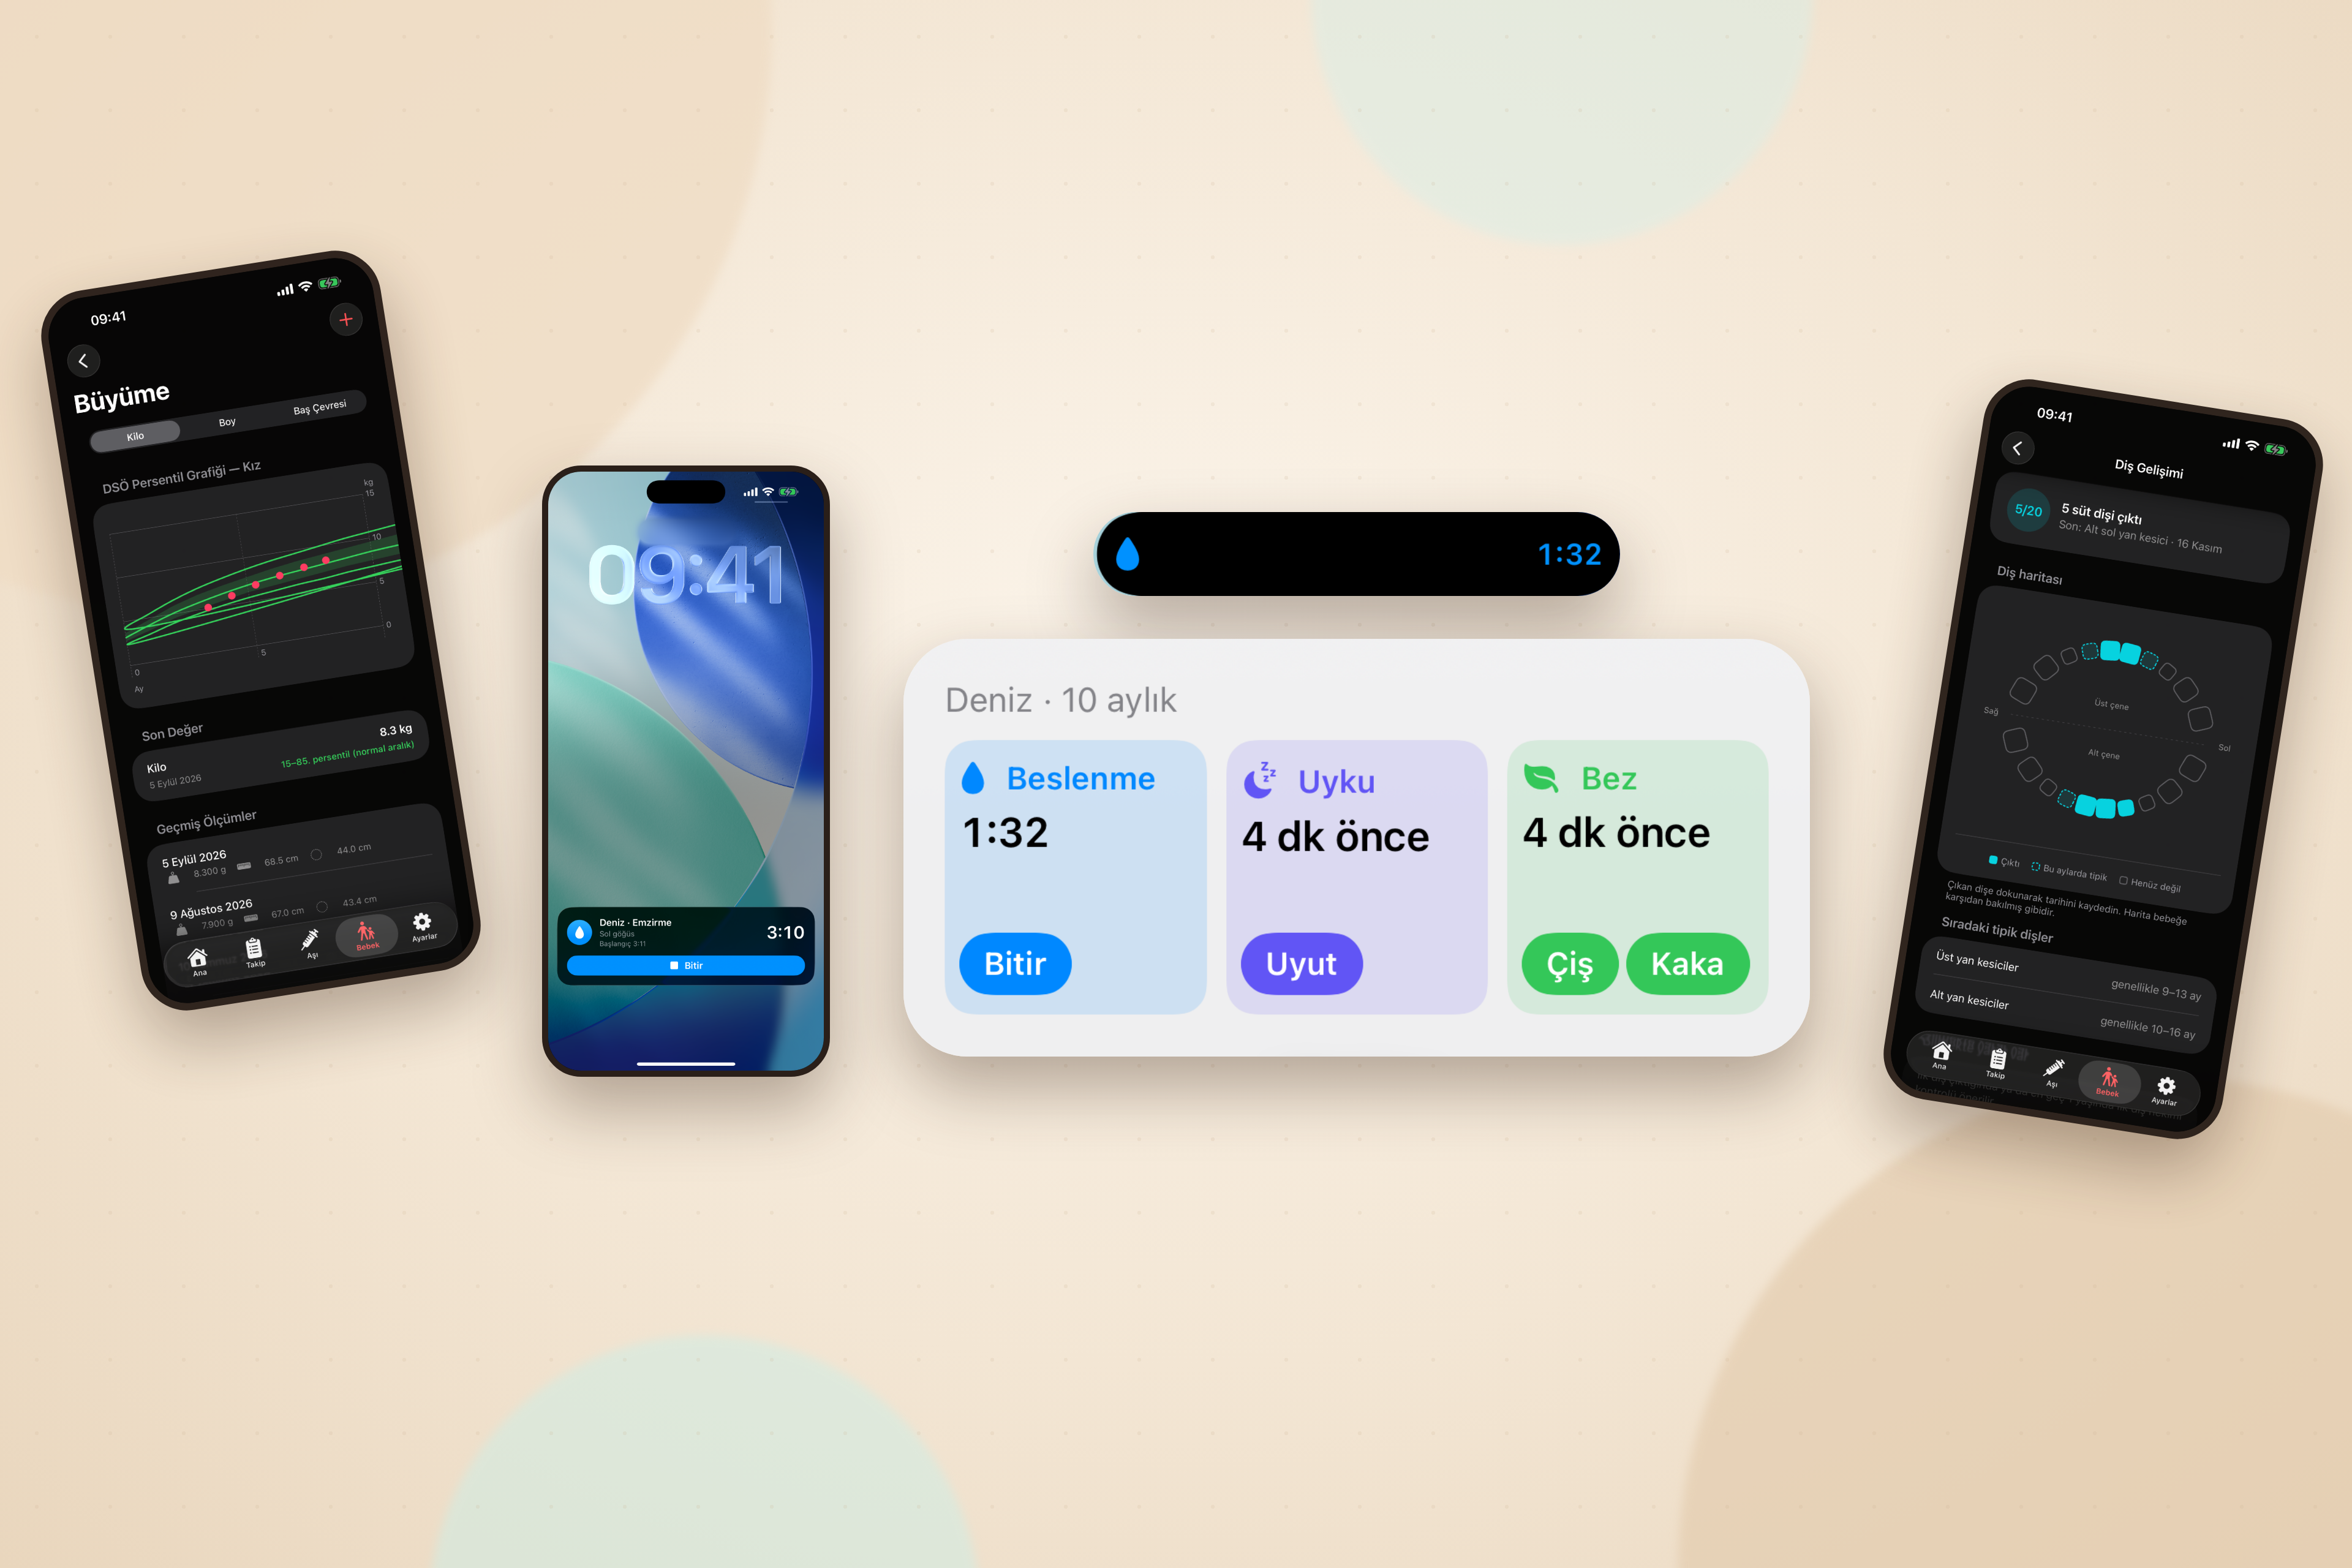 09:41
Büyüme
Kilo Boy Baş Çevresi
DSÖ Persentil Grafiği — Kız
kg
15
10
5
0
0
5
Ay
Son Değer
Kilo
8.3 kg
5 Eylül 2026
15–85. persentil (normal aralık)
Geçmiş Ölçümler
5 Eylül 2026
8.300 g 68.5 cm 44.0 cm
9 Ağustos 2026
7.900 g 67.0 cm 43.4 cm
Ana Takip Aşı Bebek Ayarlar
09:41
Deniz · Emzirme
Sol göğüs
Başlangıç 3:11
3:10
Bitir
1:32
Deniz · 10 aylık
Beslenme
1:32
Bitir
Uyku
4 dk önce
Uyut
Bez
4 dk önce
Çiş Kaka
09:41
Diş Gelişimi
5/20
5 süt dişi çıktı
Son: Alt sol yan kesici · 16 Kasım
Diş haritası
Üst çene
Sağ
Sol
Alt çene
Çıktı Bu aylarda tipik Henüz değil
Çıkan dişe dokunarak tarihini kaydedin. Harita bebeğe
karşıdan bakılmış gibidir.
Sıradaki tipik dişler
Üst yan kesiciler genellikle 9–13 ay
Alt yan kesiciler genellikle 10–16 ay
Ana Takip Aşı Bebek Ayarlar